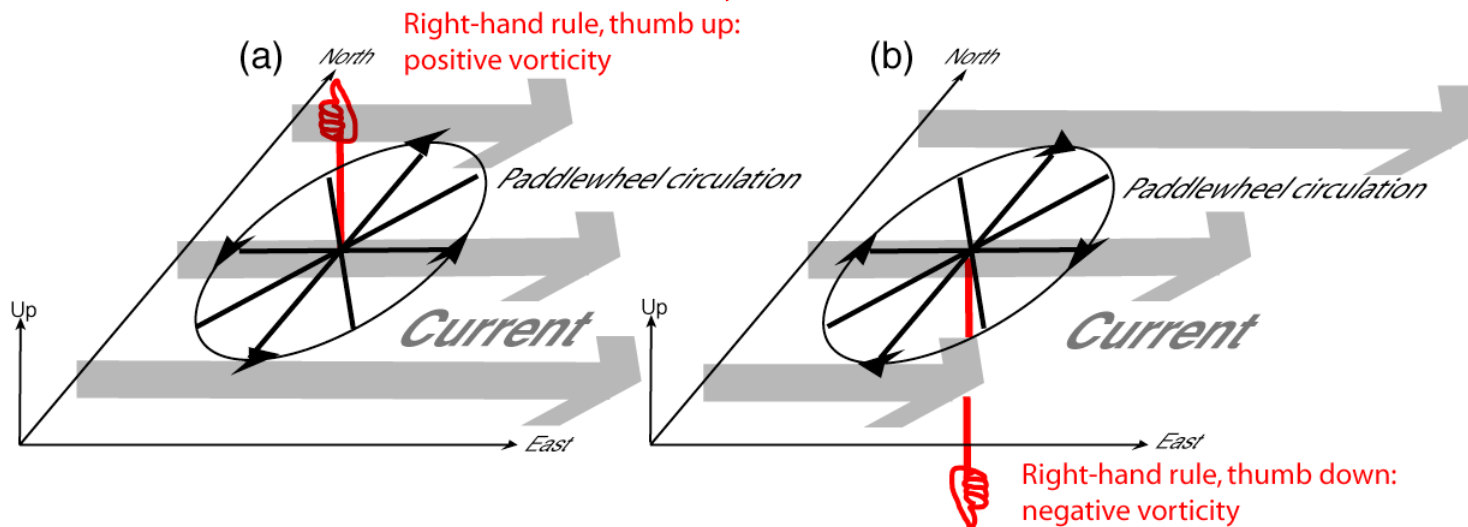 Right-hand rule, thumb up:
positive vorticity
(a)
North
Paddlewheel circulation
Up
Current
East
(b)
North
Paddlewheel circulation
Up
Current
East
Right-hand rule, thumb down:
negative vorticity